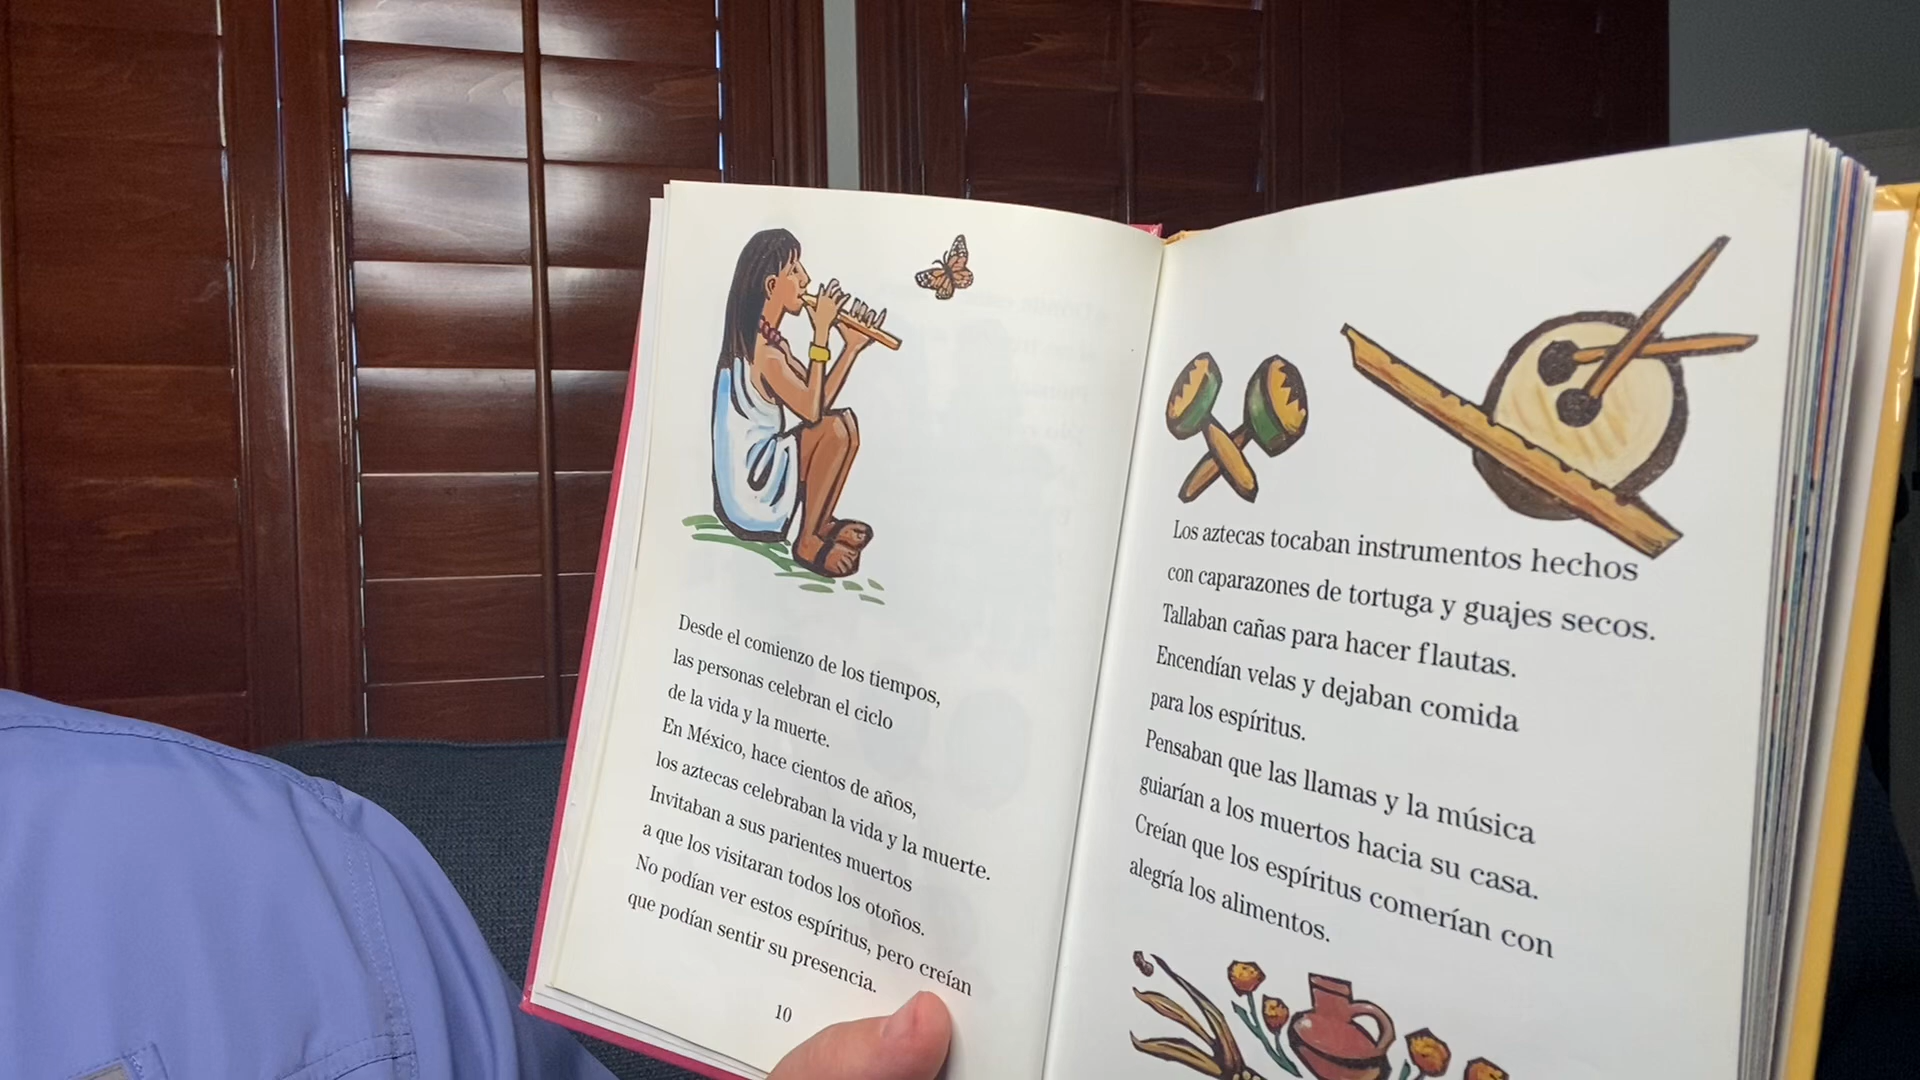 Desde el comienzo de los tiempos,
las personas celebran el ciclo
de la vida y la muerte.
En México, hace cientos de años,
los aztecas celebraban la vida y la muerte.
Invitaban a sus parientes muertos
a que los visitaran todos los otoños.
No podían ver estos espíritus, pero creían
que podían sentir su presencia.
10
Los aztecas tocaban instrumentos hechos
con caparazones de tortuga y guajes secos.
Tallaban cañas para hacer flautas.
Encendían velas y dejaban comida
para los espíritus.
Pensaban que las llamas y la música
guiarían a los muertos hacia su casa.
Creían que los espíritus comerían con
alegría los alimentos.